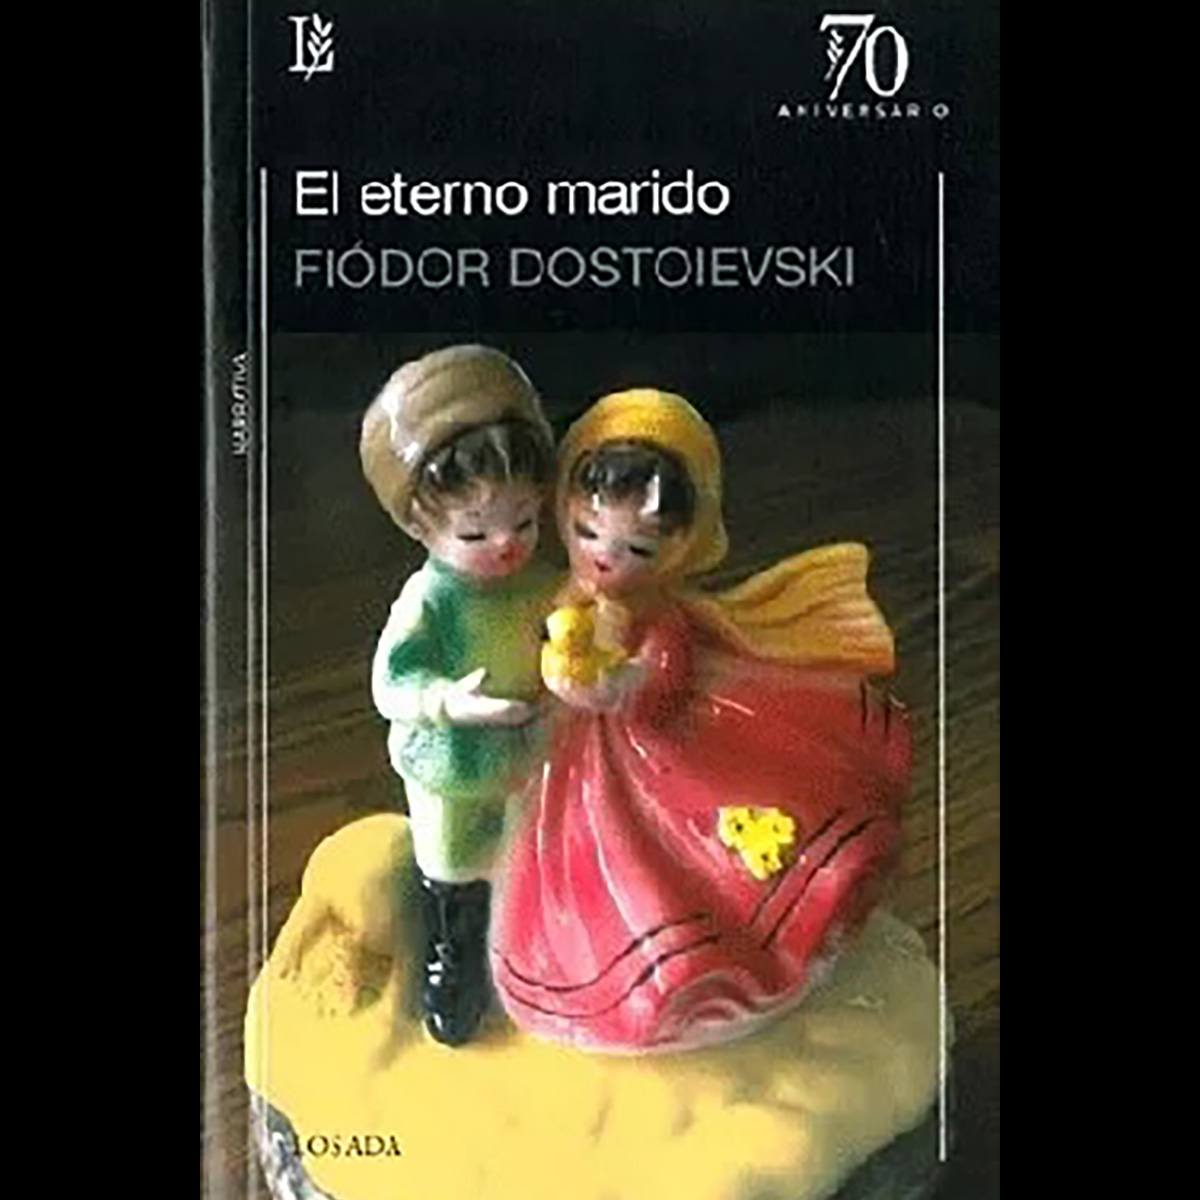 70
ANIVERSARIO
El eterno marido
FIÓDOR DOSTOIEVSKI
NARRATIVA
LOSADA